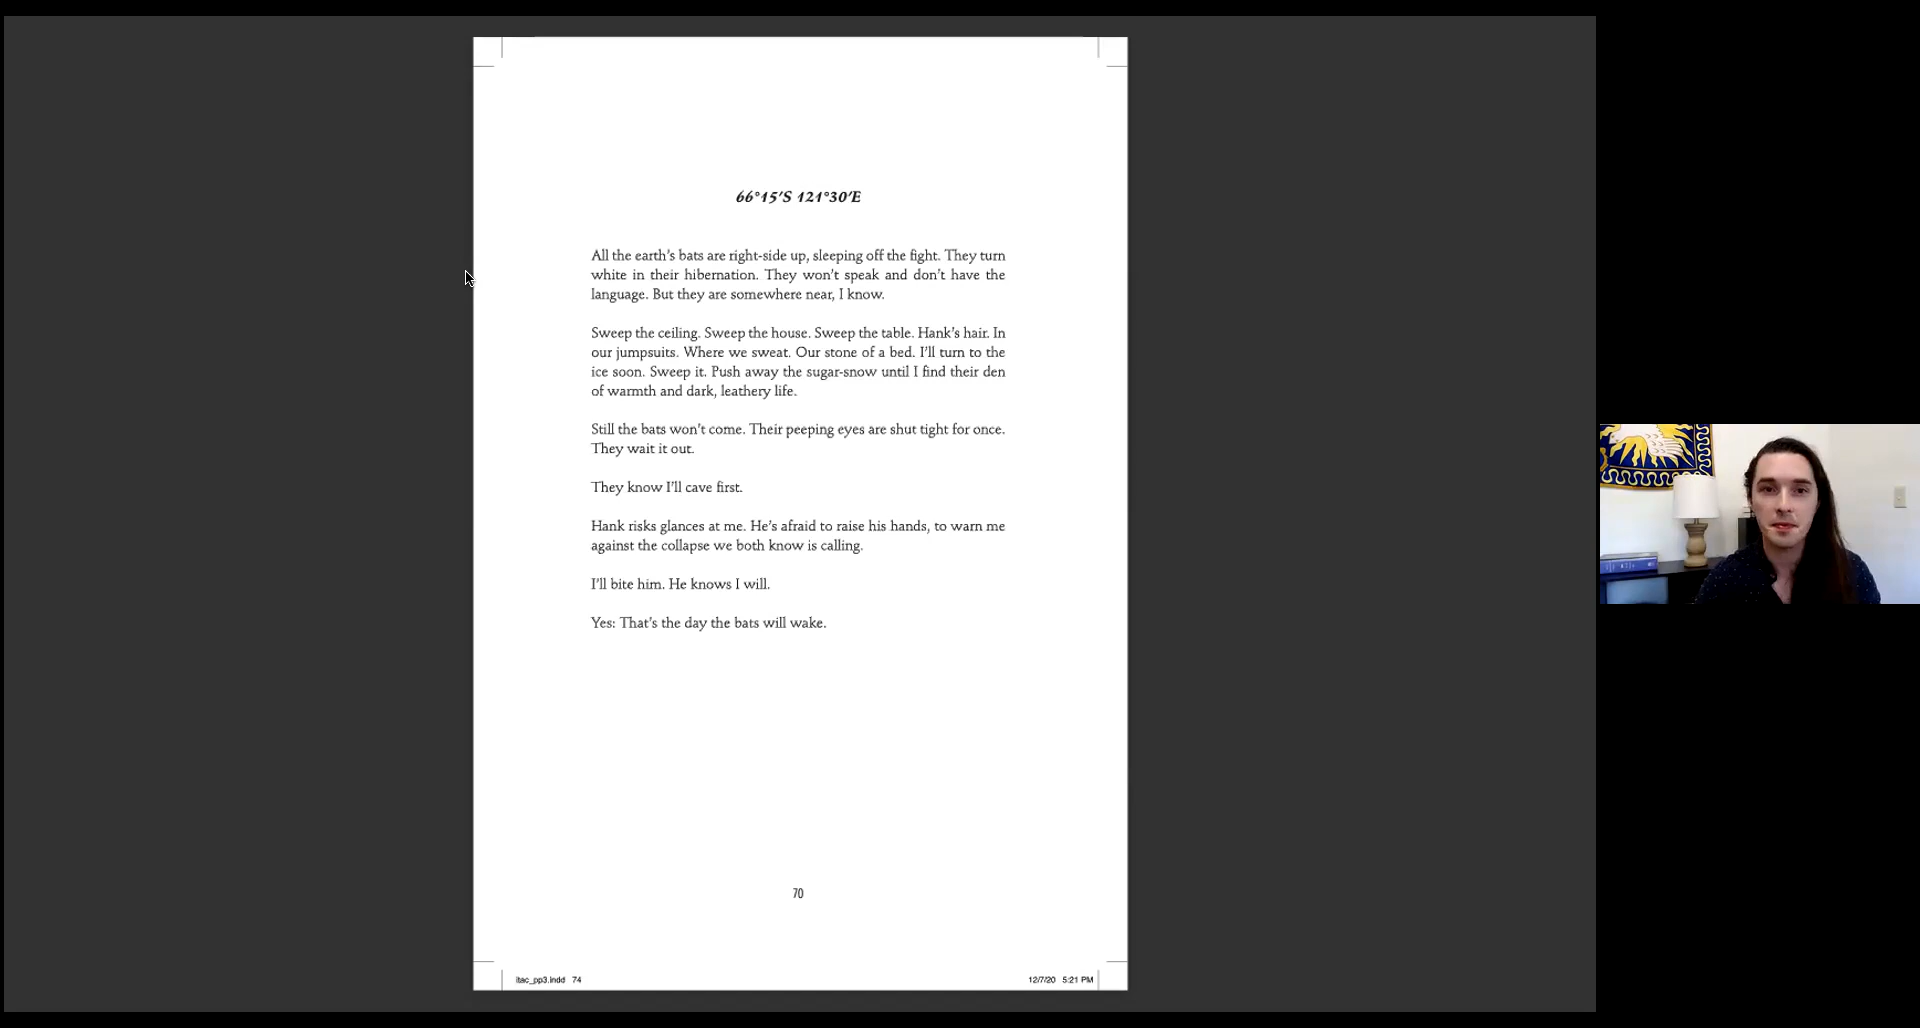 66°15′S 121°30′E
All the earth’s bats are right-side up, sleeping off the fight. They turn
white in their hibernation. They won’t speak and don’t have the
language. But they are somewhere near, I know.
Sweep the ceiling. Sweep the house. Sweep the table. Hank’s hair. In
our jumpsuits. Where we sweat. Our stone of a bed. I’ll turn to the
ice soon. Sweep it. Push away the sugar-snow until I find their den
of warmth and dark, leathery life.
Still the bats won’t come. Their peeping eyes are shut tight for once.
They wait it out.
They know I’ll cave first.
Hank risks glances at me. He’s afraid to raise his hands, to warn me
against the collapse we both know is calling.
I’ll bite him. He knows I will.
Yes: That’s the day the bats will wake.
70
itac_pp3.indd 74
12/7/20 5:21 PM